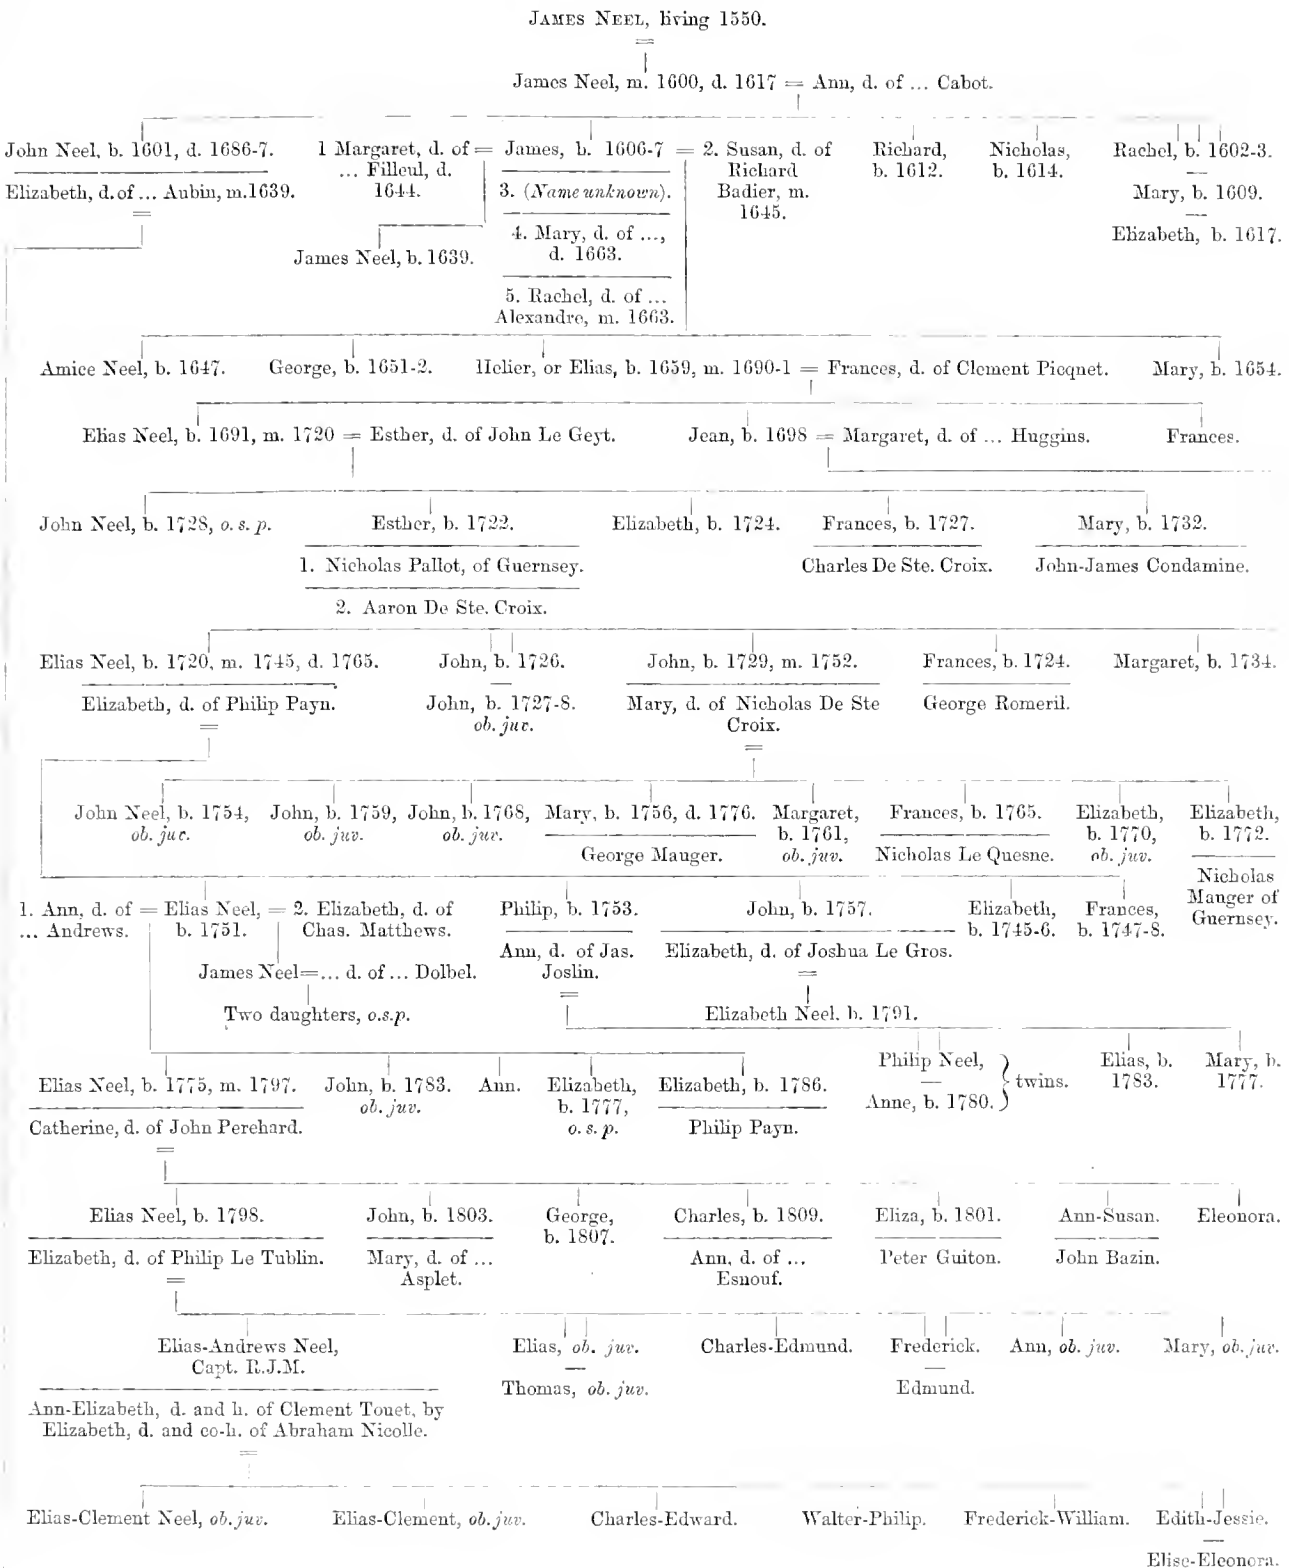 JAMES NEEL, living 1550.
=
James Neel, m. 1600, d. 1617 = Ann, d. of ... Cabot.
John Neel, b. 1601, d. 1686-7.
Elizabeth, d. of ... Aubin, m. 1639.
=
1 Margaret, d. of =
... Filleul, d.
1644.
James Neel, b. 1639.
James, b. 1606-7 =
3. (Name unknown).
4. Mary, d. of ...,
d. 1663.
5. Rachel, d. of ...
Alexandre, m. 1663.
2. Susan, d. of
Richard
Badier, m.
1645.
Richard,
b. 1612.
Nicholas,
b. 1614.
Rachel, b. 1602-3.
—
Mary, b. 1609.
—
Elizabeth, b. 1617.
Amice Neel, b. 1647.
George, b. 1651-2.
Helier, or Elias, b. 1659, m. 1690-1 = Frances, d. of Clement Picqnet.
Mary, b. 1654.
Elias Neel, b. 1691, m. 1720 = Esther, d. of John Le Geyt.
Jean, b. 1698 = Margaret, d. of ... Huggins.
Frances.
John Neel, b. 1728, o. s. p.
Esther, b. 1722.
1. Nicholas Pallot, of Guernsey.
2. Aaron De Ste. Croix.
Elizabeth, b. 1724.
Frances, b. 1727.
Charles De Ste. Croix.
Mary, b. 1732.
John-James Condamine.
Elias Neel, b. 1720, m. 1745, d. 1765.
Elizabeth, d. of Philip Payn.
=
John, b. 1726.
—
John, b. 1727-8.
ob. juv.
John, b. 1729, m. 1752.
Mary, d. of Nicholas De Ste
Croix.
=
Frances, b. 1724.
George Romeril.
Margaret, b. 1734.
John Neel, b. 1754,
ob. juv.
John, b. 1759,
ob. juv.
John, b. 1768,
ob. juv.
Mary, b. 1756, d. 1776.
George Mauger.
Margaret,
b. 1761,
ob. juv.
Frances, b. 1765.
Nicholas Le Quesne.
Elizabeth,
b. 1770,
ob. juv.
Elizabeth,
b. 1772.
Nicholas
Mauger of
Guernsey.
1. Ann, d. of = Elias Neel, = 2. Elizabeth, d. of
... Andrews. b. 1751. Chas. Matthews.
James Neel=... d. of ... Dolbel.
Two daughters, o.s.p.
Philip, b. 1753.
Ann, d. of Jas.
Joslin.
=
John, b. 1757.
Elizabeth, d. of Joshua Le Gros.
=
Elizabeth Neel. b. 1791.
Elizabeth,
b. 1745-6.
Frances,
b. 1747-8.
Elias Neel, b. 1775, m. 1797.
Catherine, d. of John Perehard.
=
John, b. 1783.
ob. juv.
Ann.
Elizabeth,
b. 1777,
o. s. p.
Elizabeth, b. 1786.
Philip Payn.
Philip Neel,
—
Anne, b. 1780. } twins.
Elias, b.
1783.
Mary, b.
1777.
Elias Neel, b. 1798.
Elizabeth, d. of Philip Le Tublin.
=
John, b. 1803.
Mary, d. of ...
Asplet.
George,
b. 1807.
Charles, b. 1809.
Ann, d. of ...
Esnouf.
Eliza, b. 1801.
Peter Guiton.
Ann-Susan.
John Bazin.
Eleonora.
Elias-Andrews Neel,
Capt. R.J.M.
Ann-Elizabeth, d. and h. of Clement Touet, by
Elizabeth, d. and co-h. of Abraham Nicolle.
=
Elias, ob. juv.
—
Thomas, ob. juv.
Charles-Edmund.
Frederick.
—
Edmund.
Ann, ob. juv.
Mary, ob. juv.
Elias-Clement Neel, ob. juv.
Elias-Clement, ob. juv.
Charles-Edward.
Walter-Philip.
Frederick-William.
Edith-Jessie.
—
Elise-Eleonora.